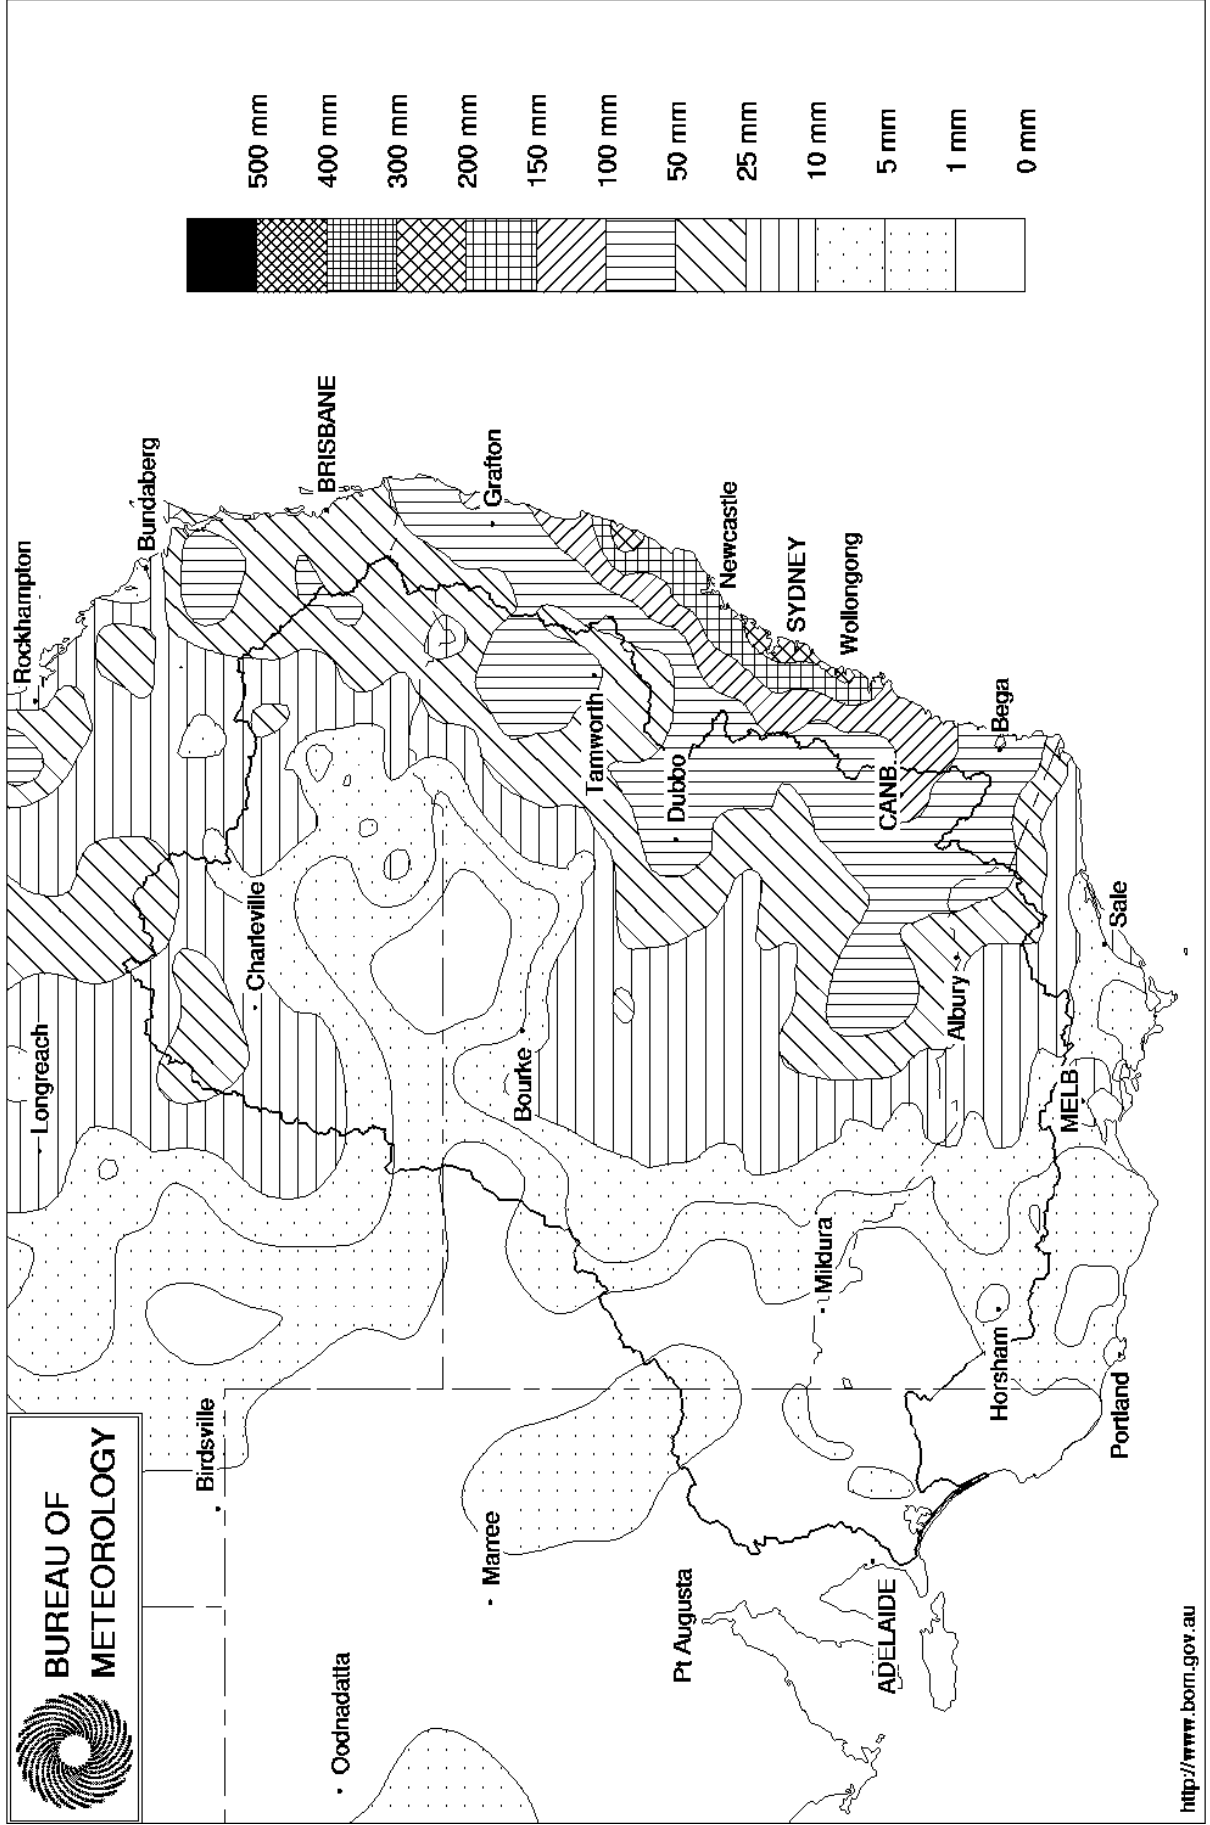 BUREAU OF
METEOROLOGY
Rockhampton
Longreach
Bundaberg
Birdsville
Charleville
BRISBANE
Oodnadatta
Marree
Bourke
Grafton
Pt Augusta
Tamworth
Dubbo
Newcastle
SYDNEY
Mildura
Wollongong
ADELAIDE
CANB.
Albury
Horsham
Bega
MELB
Portland
Sale
500 mm
400 mm
300 mm
200 mm
150 mm
100 mm
50 mm
25 mm
10 mm
5 mm
1 mm
0 mm
http://www.bom.gov.au